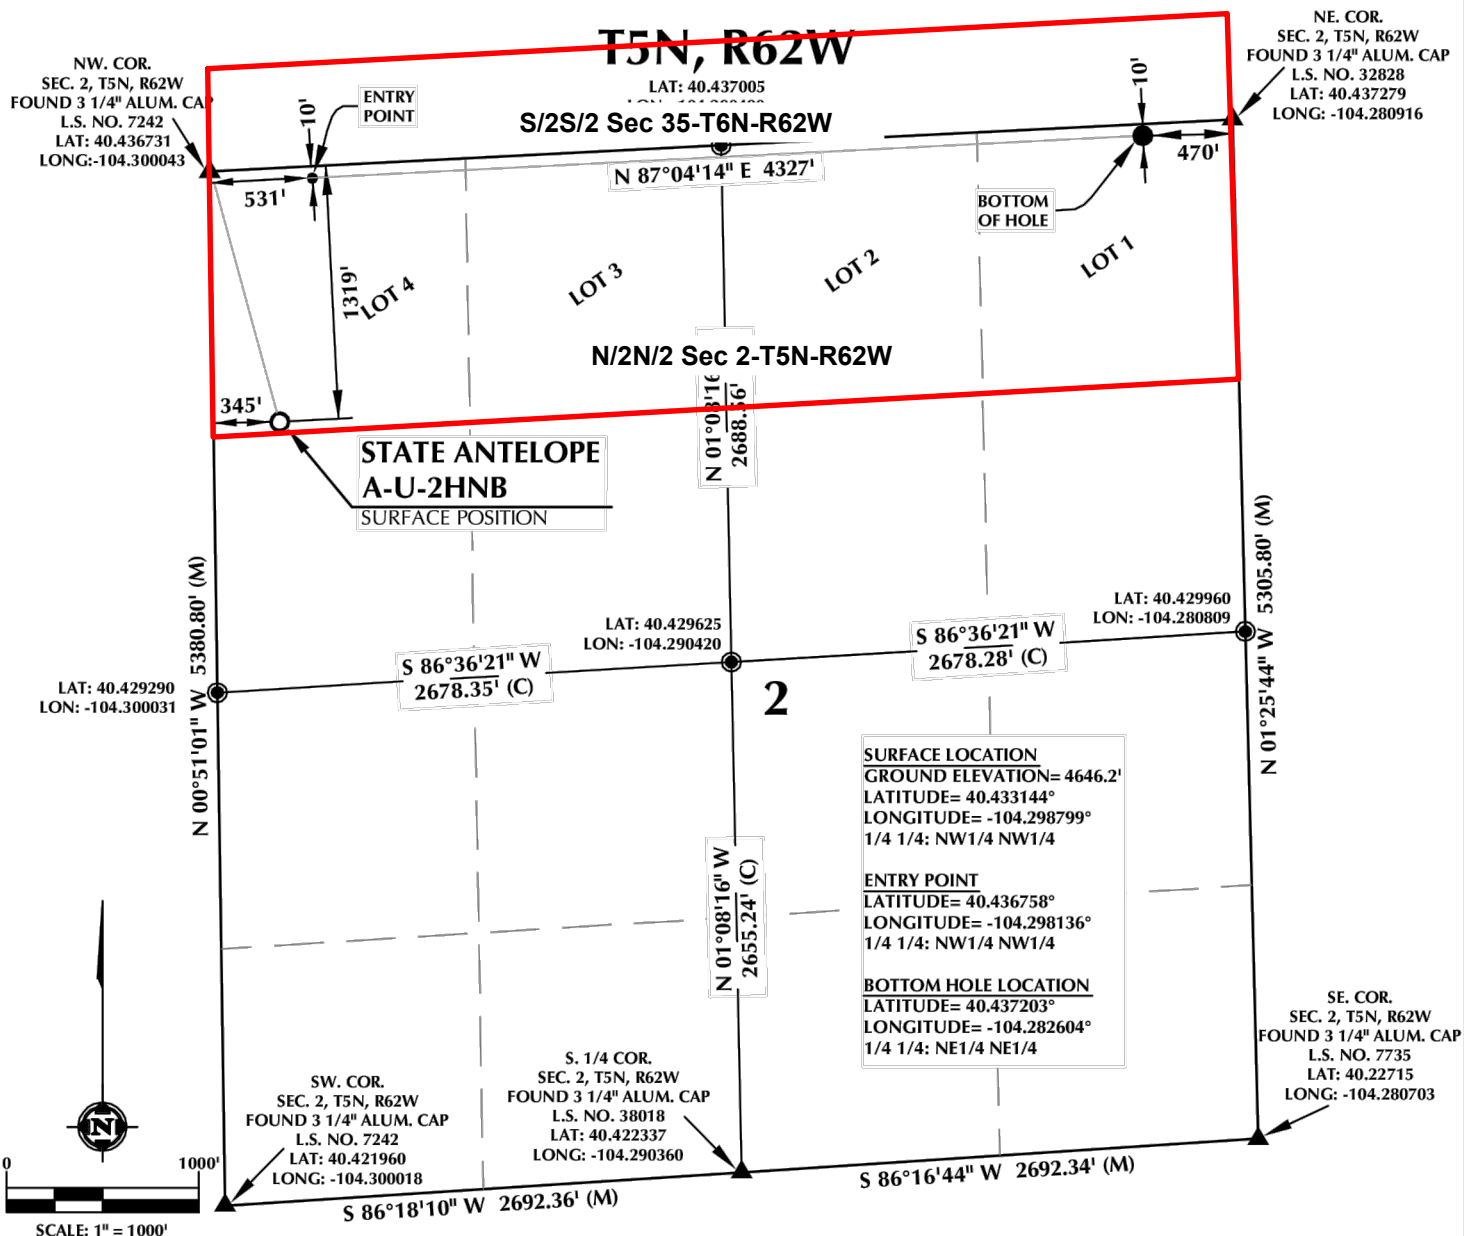 T5N, R62W
LAT: 40.437005
NW. COR.
SEC. 2, T5N, R62W
FOUND 3 1/4" ALUM. CAP
L.S. NO. 7242
LAT: 40.436731
LONG:-104.300043
NE. COR.
SEC. 2, T5N, R62W
FOUND 3 1/4" ALUM. CAP
L.S. NO. 32828
LAT: 40.437279
LONG: -104.280916
10'
ENTRY
POINT
S/2S/2 Sec 35-T6N-R62W
10'
531'
N 87°04'14" E 4327'
470'
BOTTOM
OF HOLE
1319'
LOT 4
LOT 3
LOT 2
LOT 1
N/2N/2 Sec 2-T5N-R62W
345'
STATE ANTELOPE
A-U-2HNB
SURFACE POSITION
N 01°08'16"
2688.56'
N 00°51'01" W 5380.80' (M)
N 01°25'44" W 5305.80' (M)
LAT: 40.429625
LON: -104.290420
LAT: 40.429960
LON: -104.280809
S 86°36'21" W
2678.35' (C)
S 86°36'21" W
2678.28' (C)
LAT: 40.429290
LON: -104.300031
2
SURFACE LOCATION
GROUND ELEVATION= 4646.2'
LATITUDE= 40.433144°
LONGITUDE= -104.298799°
1/4 1/4: NW1/4 NW1/4
ENTRY POINT
LATITUDE= 40.436758°
LONGITUDE= -104.298136°
1/4 1/4: NW1/4 NW1/4
BOTTOM HOLE LOCATION
LATITUDE= 40.437203°
LONGITUDE= -104.282604°
1/4 1/4: NE1/4 NE1/4
N 01°08'16" W
2655.24' (C)
SW. COR.
SEC. 2, T5N, R62W
FOUND 3 1/4" ALUM. CAP
L.S. NO. 7242
LAT: 40.421960
LONG: -104.300018
S. 1/4 COR.
SEC. 2, T5N, R62W
FOUND 3 1/4" ALUM. CAP
L.S. NO. 38018
LAT: 40.422337
LONG: -104.290360
SE. COR.
SEC. 2, T5N, R62W
FOUND 3 1/4" ALUM. CAP
L.S. NO. 7735
LAT: 40.22715
LONG: -104.280703
S 86°18'10" W 2692.36' (M)
S 86°16'44" W 2692.34' (M)
N
0 1000'
SCALE: 1" = 1000'